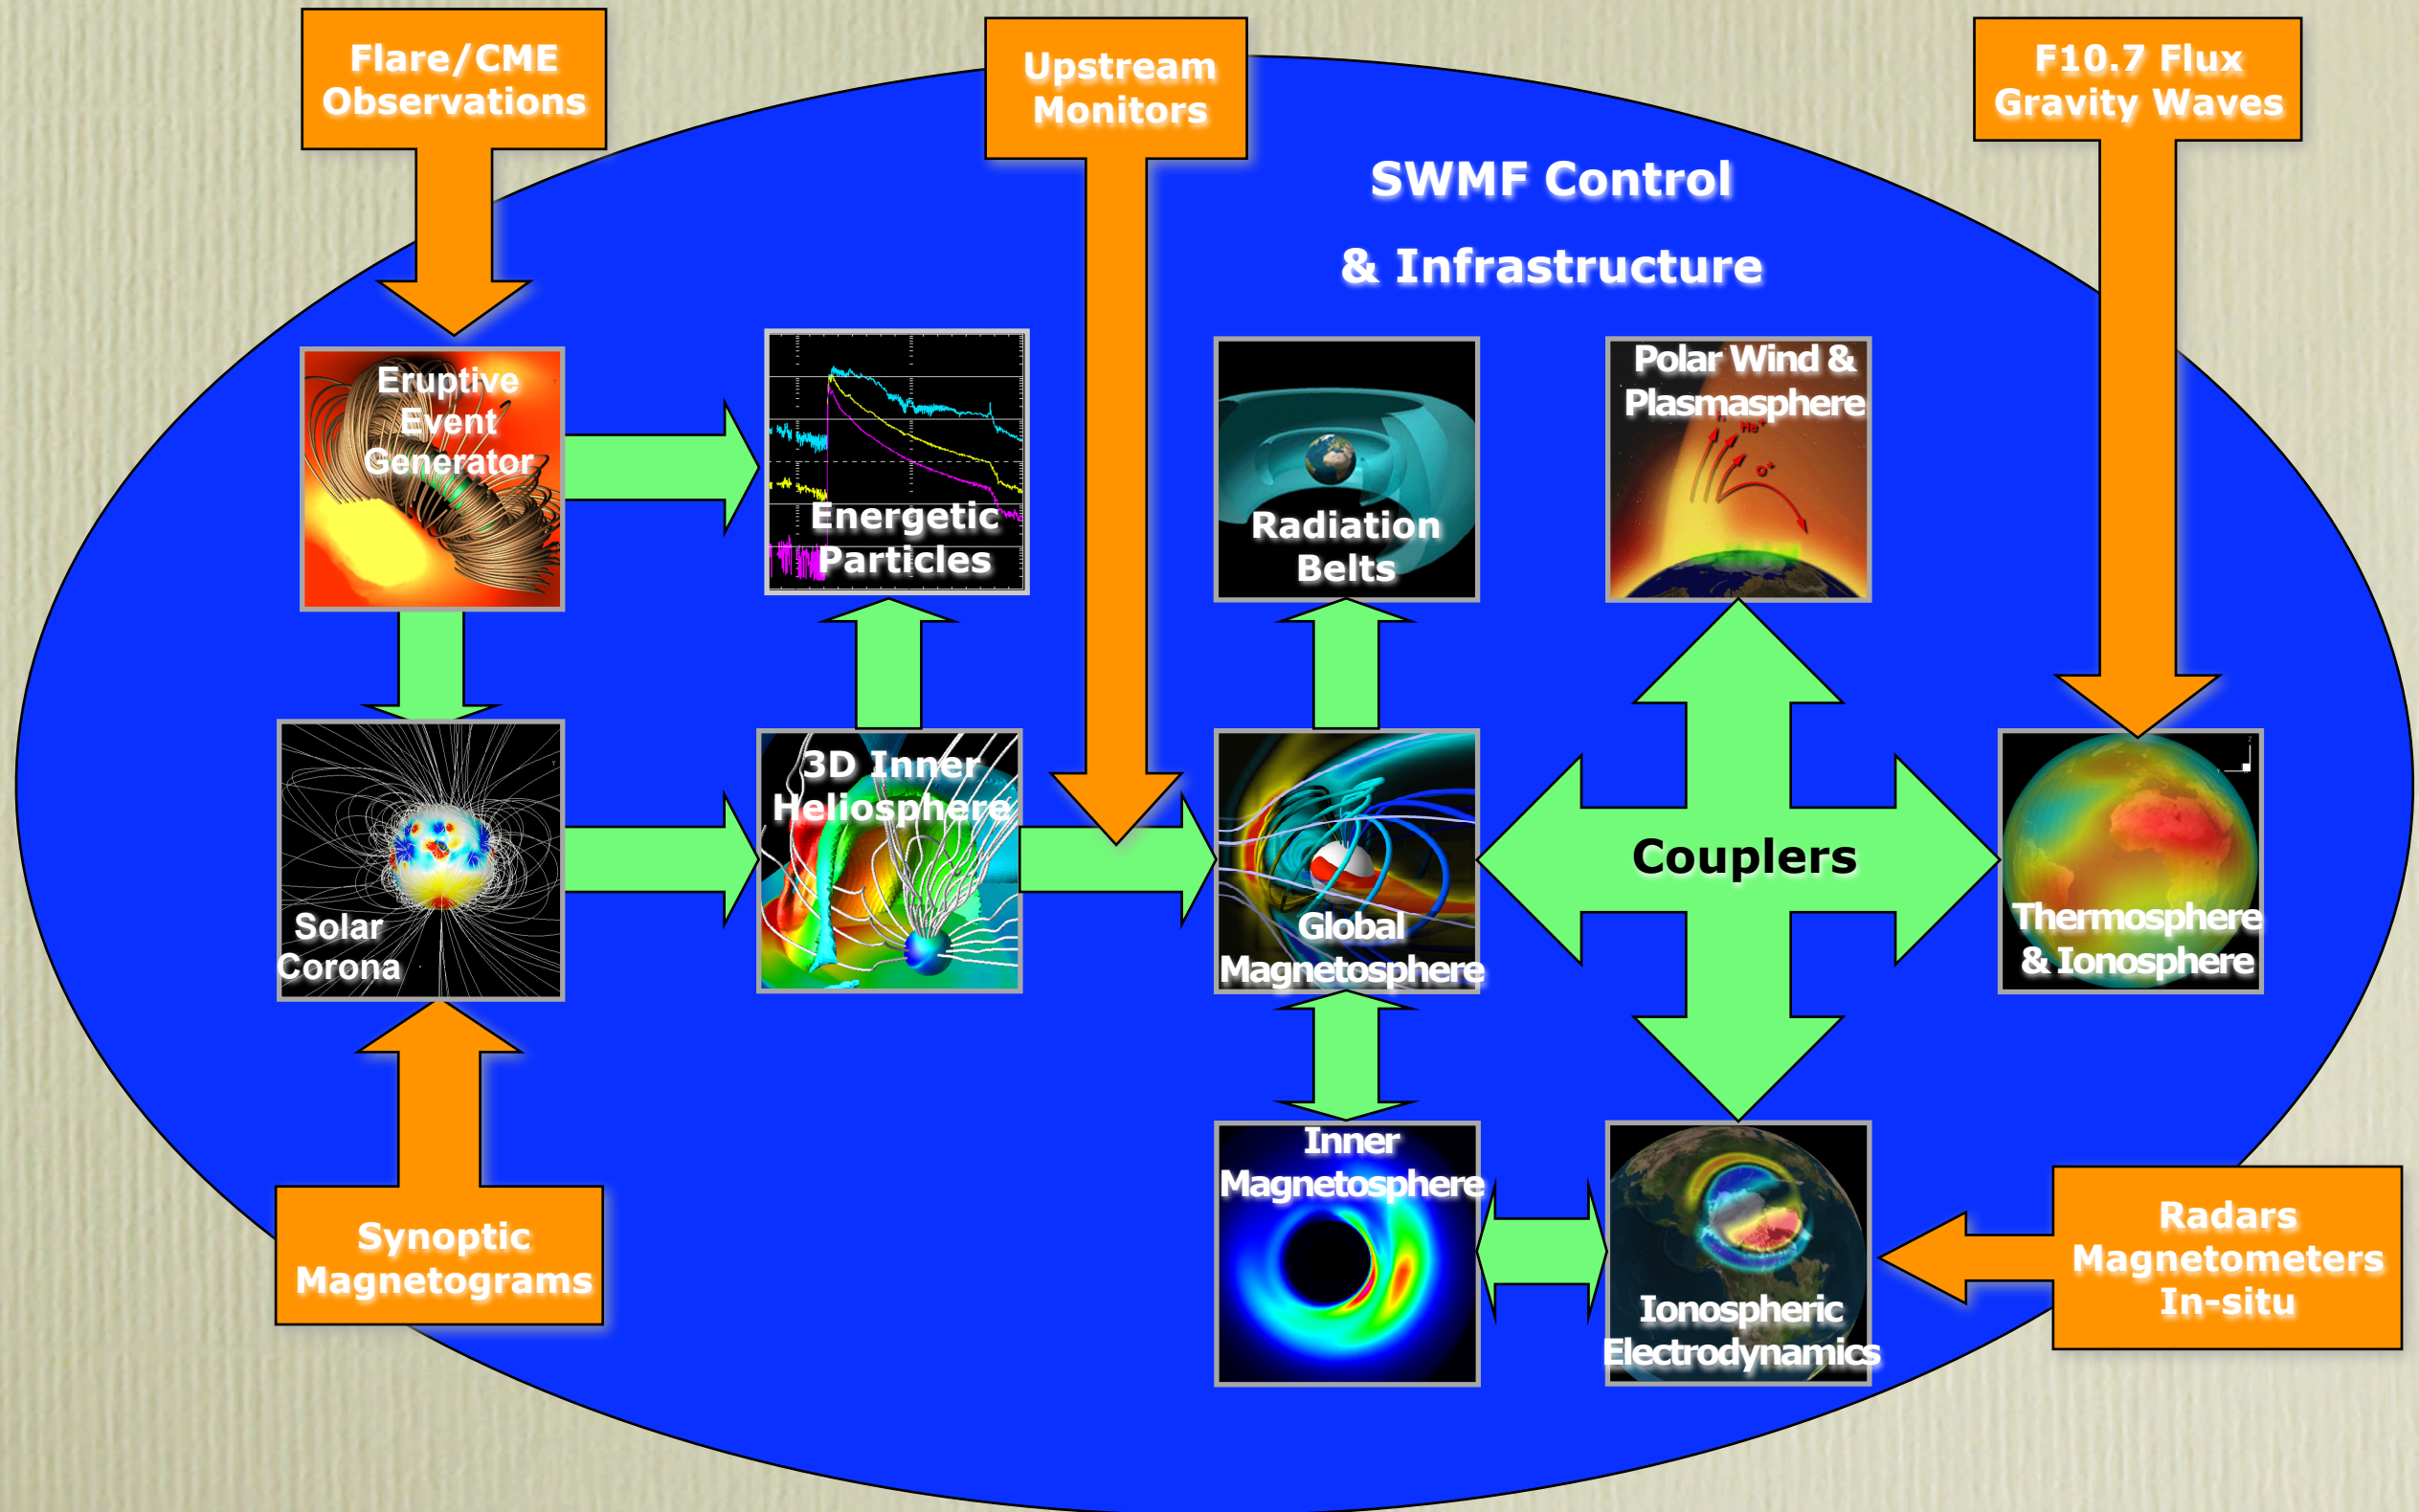 Flare/CME
Observations
Upstream
Monitors
F10.7 Flux
Gravity Waves
SWMF Control
& Infrastructure
Eruptive
Event
Generator
Energetic
Particles
Radiation
Belts
Polar Wind &
Plasmasphere
He+
O+
Solar
Corona
3D Inner
Heliosphere
Global
Magnetosphere
Couplers
Thermosphere
& Ionosphere
Synoptic
Magnetograms
Inner
Magnetosphere
Ionospheric
Electrodynamics
Radars
Magnetometers
In-situ